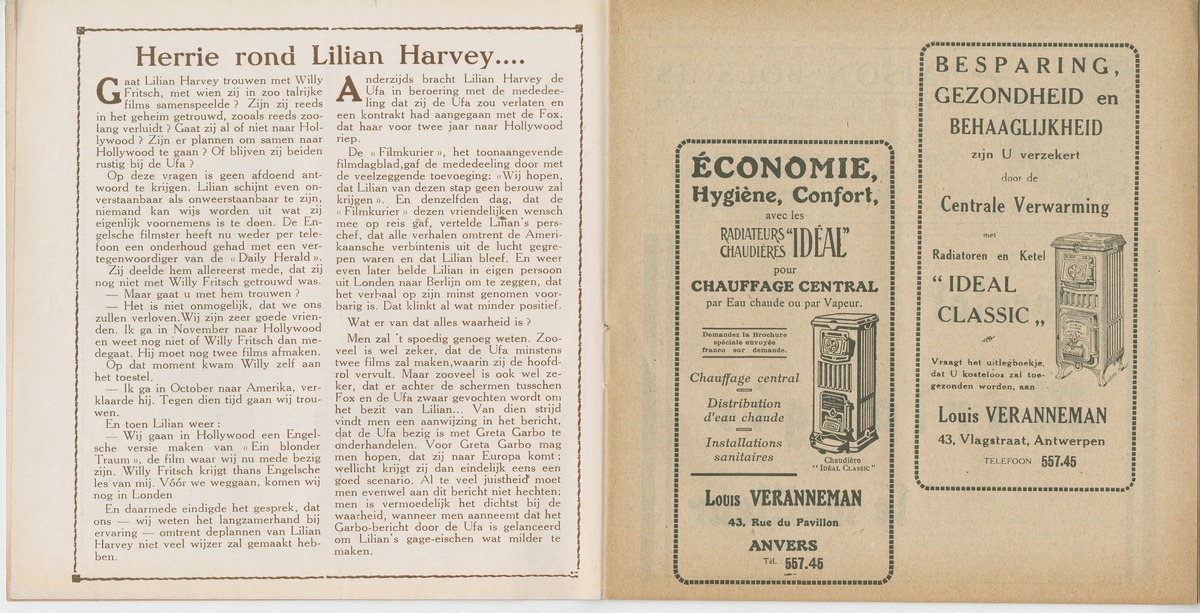 Herrie rond Lilian Harvey....
Gaat Lilian Harvey trouwen met Willy
Fritsch, met wien zij in zoo talrijke
films samenspeelde ? Zijn zij reeds
in het geheim getrouwd, zooals reeds zoo-
lang verluidt ? Gaat zij al of niet naar Hol-
lywood ? Zijn er plannen om samen naar
Hollywood te gaan ? Of blijven zij beiden
rustig bij de Ufa ?
Op deze vragen is geen afdoend ant-
woord te krijgen. Lilian schijnt even on-
verstaanbaar als onweerstaanbaar te zijn,
niemand kan wijs worden uit wat zij
eigenlijk voornemens is te doen. De En-
gelsche filmster heeft nu weder per tele-
foon een onderhoud gehad met een ver-
tegenwoordiger van de « Daily Herald ».
Zij deelde hem allereerst mede, dat zij
nog niet met Willy Fritsch getrouwd was.
— Maar gaat u met hem trouwen ?
— Het is niet onmogelijk, dat we ons
zullen verloven. Wij zijn zeer goede vrien-
den. Ik ga in November naar Hollywood
en weet nog niet of Willy Fritsch dan me-
degaat. Hij moet nog twee films afmaken.
Op dat moment kwam Willy zelf aan
het toestel.
— Ik ga in October naar Amerika, ver-
klaarde hij. Tegen dien tijd gaan wij trou-
wen.
En toen Lilian weer :
— Wij gaan in Hollywood een Engel-
sche versie maken van « Ein blonder
Traum », de film waar wij nu mede bezig
zijn. Willy Fritsch krijgt thans Engelsche
les van mij. Vóór we weggaan, komen wij
nog in Londen
En daarmede eindigde het gesprek, dat
ons — wij weten het langzamerhand bij
ervaring — omtrent deplannen van Lilian
Harvey niet veel wijzer zal gemaakt heb-
ben.
Anderzijds bracht Lilian Harvey de
Ufa in beroering met de mededee-
ling dat zij de Ufa zou verlaten en
een kontrakt had aangegaan met de Fox,
dat haar voor twee jaar naar Hollywood
riep.
De « Filmkurier », het toonaangevende
filmdagblad,gaf de mededeeling door met
de veelzeggende toevoeging: «Wij hopen,
dat Lilian van dezen stap geen berouw zal
krijgen ». En denzelfden dag, dat de
« Filmkurier » dezen vriendelijken wensch
mee op reis gaf, vertelde Lilian's pers-
chef, dat alle verhalen omtrent de Ameri-
kaansche verbintenis uit de lucht gegre-
pen waren en dat Lilian bleef. En weer
even later belde Lilian in eigen persoon
uit Londen naar Berlijn om te zeggen, dat
het verhaal op zijn minst genomen voor-
barig is. Dat klinkt al wat minder positief.
Wat er van dat alles waarheid is ?
Men zal 't spoedig genoeg weten. Zoo-
veel is wel zeker, dat de Ufa minstens
twee films zal maken,waarin zij de hoofd-
rol vervult. Maar zooveel is ook wel ze-
ker, dat er achter de schermen tusschen
Fox en de Ufa zwaar gevochten wordt om
het bezit van Lilian... Van dien strijd
vindt men een aanwijzing in het bericht,
dat de Ufa bezig is met Greta Garbo te
onderhandelen. Voor Greta Garbo mag
men hopen, dat zij naar Europa komt ;
wellicht krijgt zij dan eindelijk eens een
goed scenario. Al te veel juistheid moet
men evenwel aan dit bericht niet hechten;
men is vermoedelijk het dichtst bij de
waarheid, wanneer men aanneemt dat het
Garbo-bericht door de Ufa is gelanceerd
om Lilian's gage-eischen wat milder te
maken.
ÉCONOMIE,
Hygiène, Confort,
avec les
RADIATEURS
CHAUDIÈRES "IDÉAL"
pour
CHAUFFAGE CENTRAL
par Eau chaude ou par Vapeur.
Demandez la Brochure
spéciale envoyée
franco sur demande.
Chauffage central
Distribution
d'eau chaude
Installations
sanitaires
Chaudière
"IDÉAL CLASSIC"
Louis VERANNEMAN
43, Rue du Pavillon
ANVERS
Tél. 557.45
BESPARING,
GEZONDHEID en
BEHAAGLIJKHEID
zijn U verzekert
door de
Centrale Verwarming
met
Radiatoren en Ketel
"IDEAL
CLASSIC „
Vraagt het uitlegboekje,
dat U kosteloos zal toe-
gezonden worden, aan
Louis VERANNEMAN
43, Vlagstraat, Antwerpen
TELEFOON 557.45